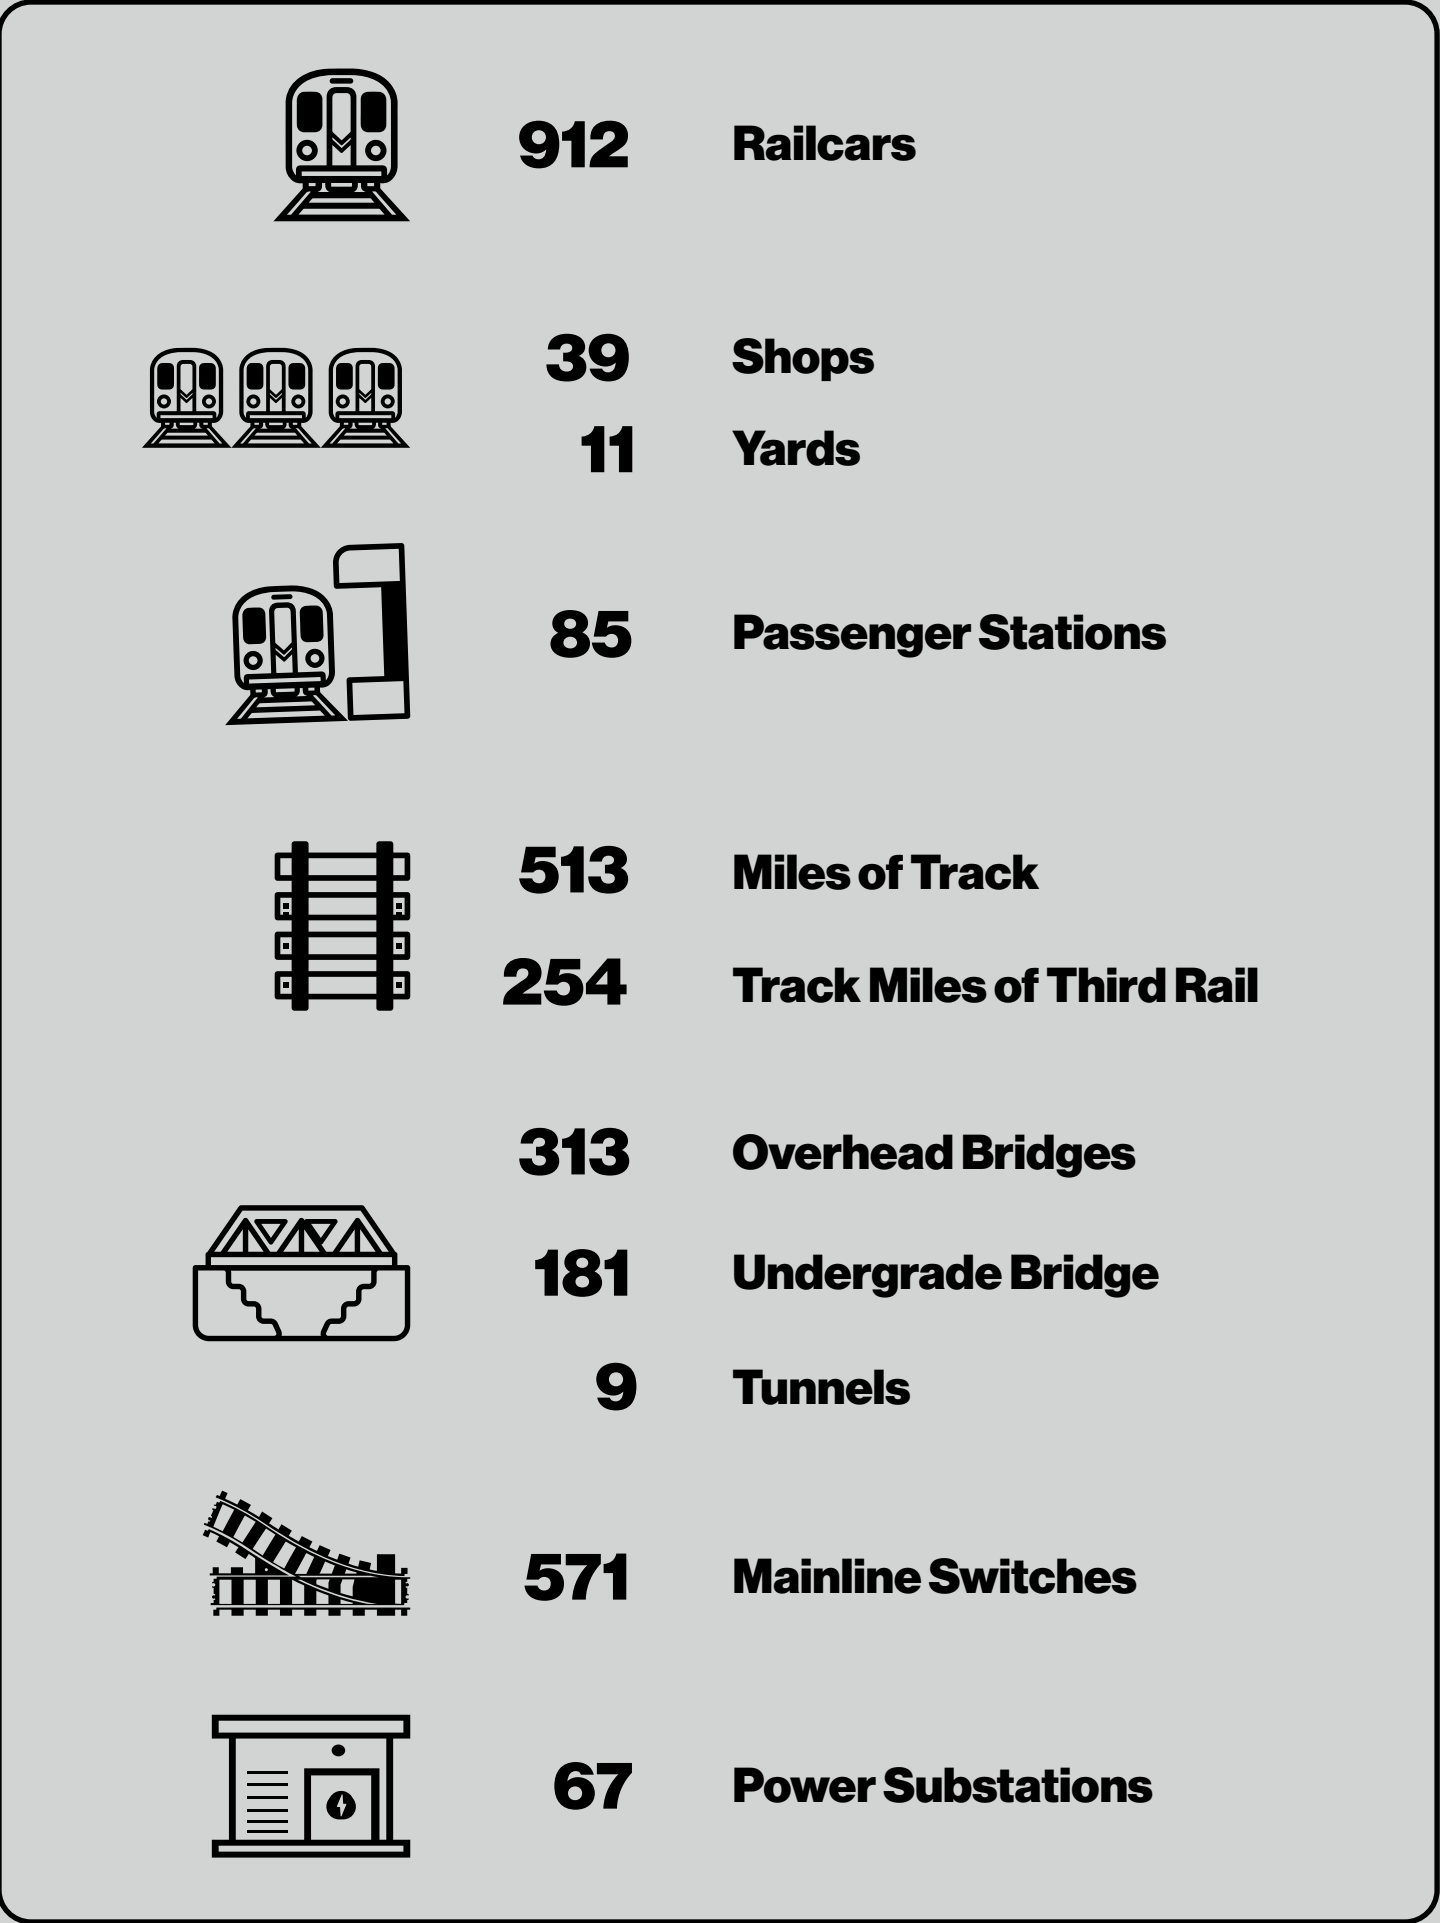 912 Railcars
39 Shops
11 Yards
85 Passenger Stations
513 Miles of Track
254 Track Miles of Third Rail
313 Overhead Bridges
181 Undergrade Bridge
9 Tunnels
571 Mainline Switches
67 Power Substations